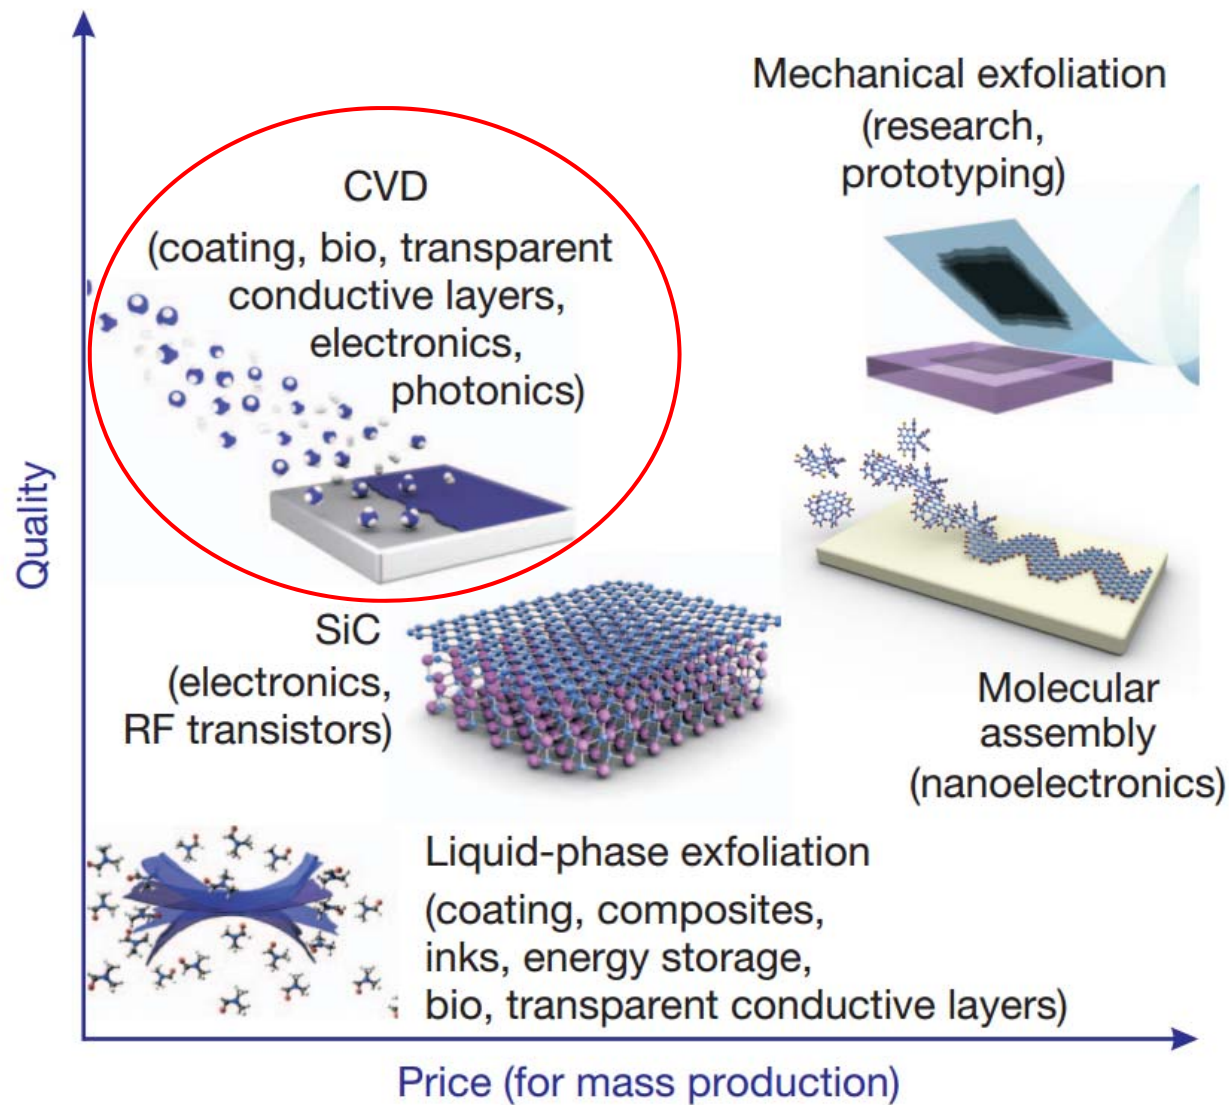 Mechanical exfoliation
(research,
prototyping)
CVD
(coating, bio, transparent
conductive layers,
electronics,
photonics)
Quality
SiC
(electronics,
RF transistors)
Molecular
assembly
(nanoelectronics)
Liquid-phase exfoliation
(coating, composites,
inks, energy storage,
bio, transparent conductive layers)
Price (for mass production)